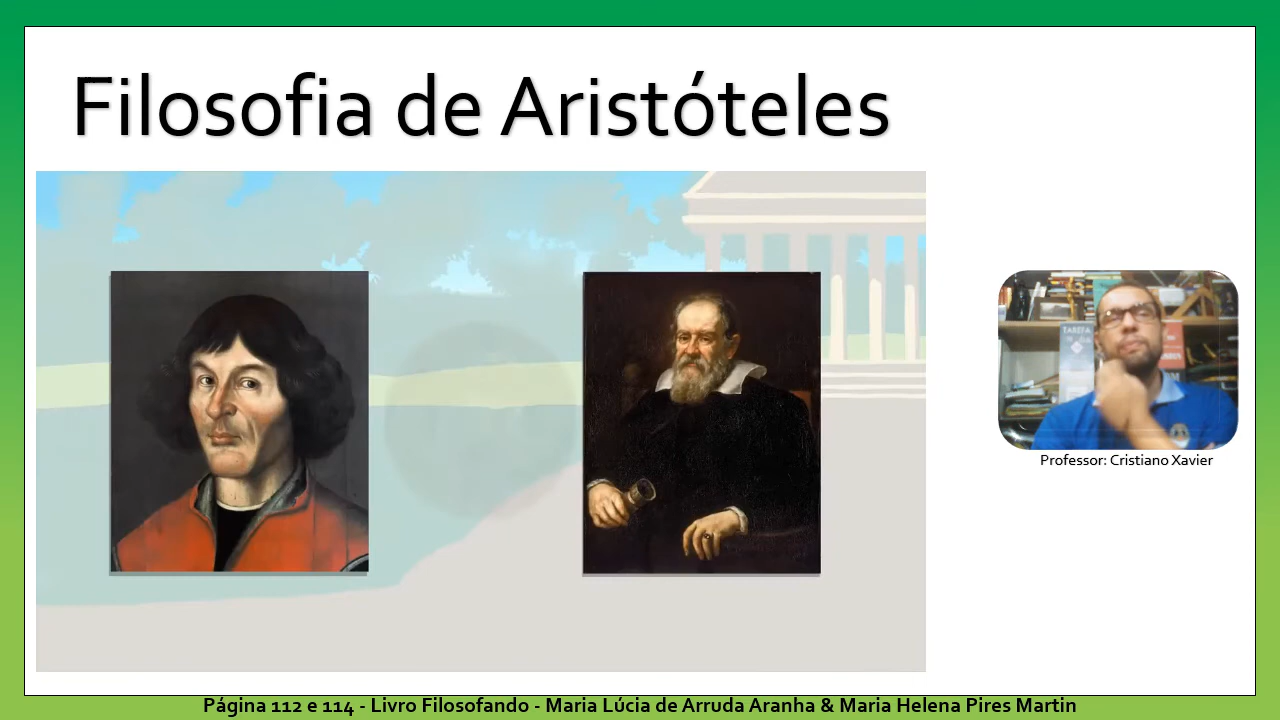 Filosofia de Aristóteles
TAREFA
Professor: Cristiano Xavier
Página 112 e 114 - Livro Filosofando - Maria Lúcia de Arruda Aranha & Maria Helena Pires Martin